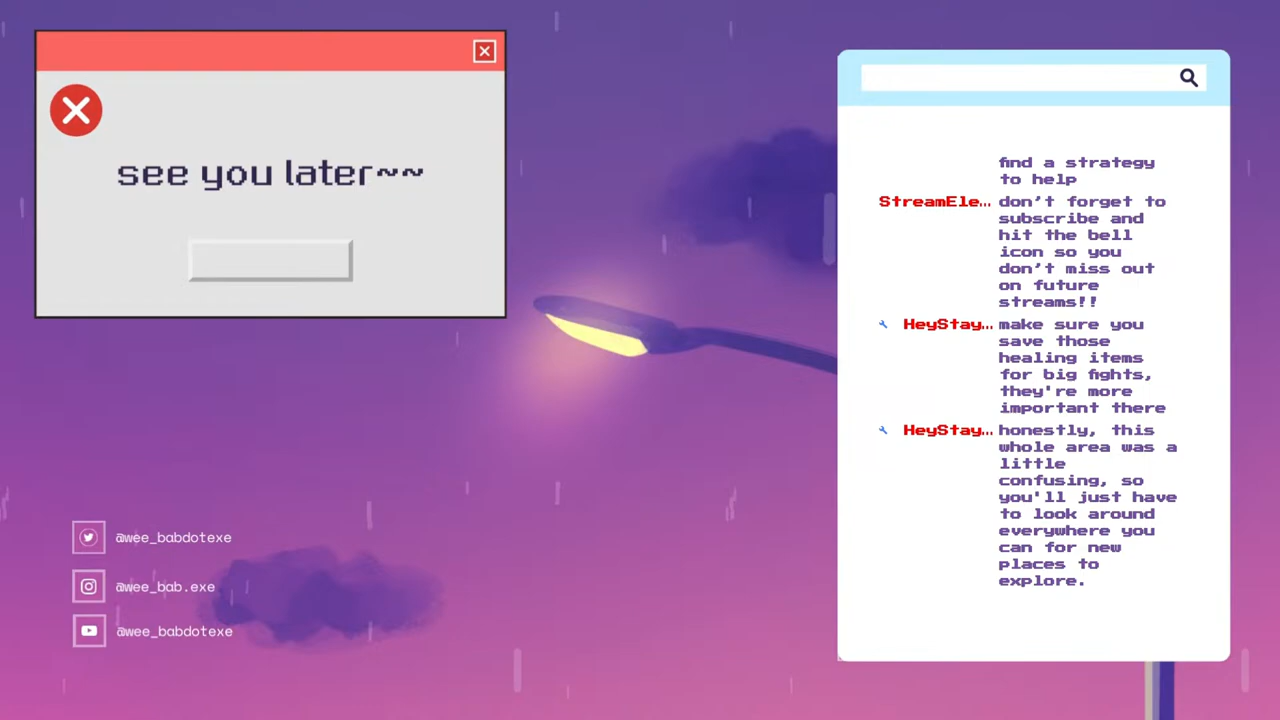 see you later~~
@wee_babdotexe
@wee_bab.exe
@wee_babdotexe
find a strategy
to help
StreamEle... don't forget to
subscribe and
hit the bell
icon so you
don't miss out
on future
streams!!
HeyStay... make sure you
save those
healing items
for big fights,
they're more
important there
HeyStay... honestly, this
whole area was a
little
confusing, so
you'll just have
to look around
everywhere you
can for new
places to
explore.